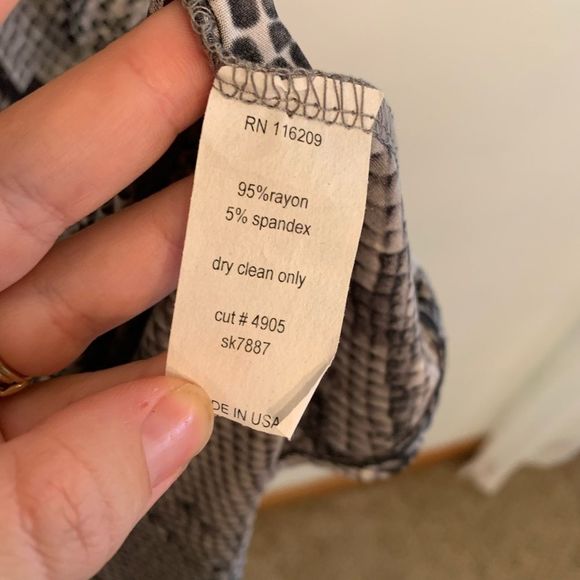 RN 116209
95%rayon
5% spandex
dry clean only
cut # 4905
sk7887
DE IN USA